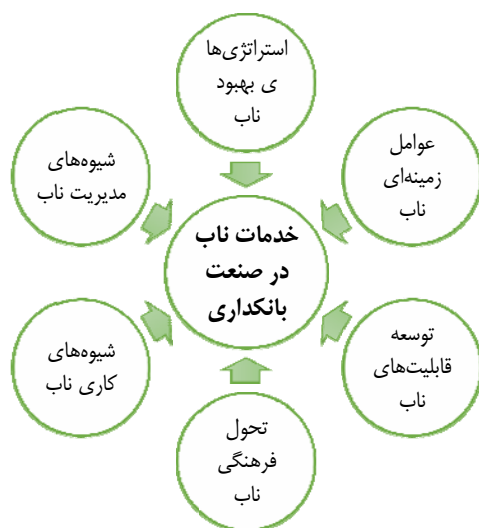 استراتژی‌ها
ی بهبود
ناب
عوامل
زمینه‌ای
ناب
شیوه‌های
مدیریت ناب
خدمات ناب
در صنعت
بانکداری
توسعه
قابلیت‌های
ناب
شیوه‌های
کاری ناب
تحول
فرهنگی
ناب